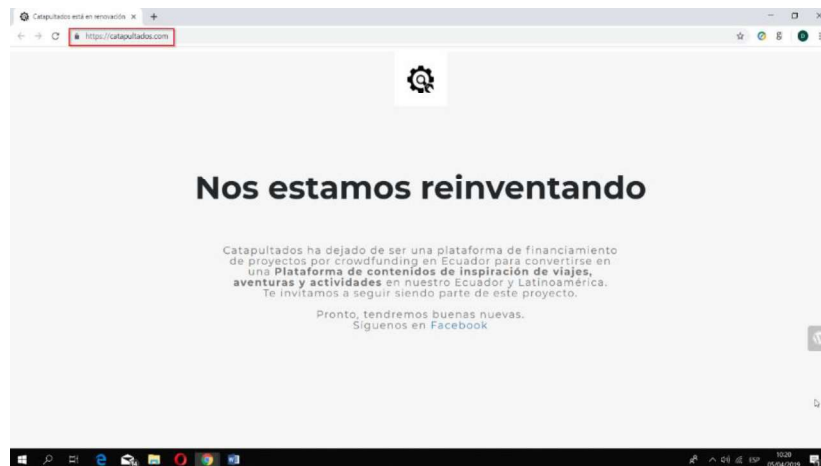 Catapultados está en renovación
https://catapultados.com
Nos estamos reinventando
Catapultados ha dejado de ser una plataforma de financiamiento
de proyectos por crowdfunding en Ecuador para convertirse en
una Plataforma de contenidos de inspiración de viajes,
aventuras y actividades en nuestro Ecuador y Latinoamérica.
Te invitamos a seguir siendo parte de este proyecto.
Pronto, tendremos buenas nuevas.
Síguenos en Facebook
ESP
10:20
05/04/2019